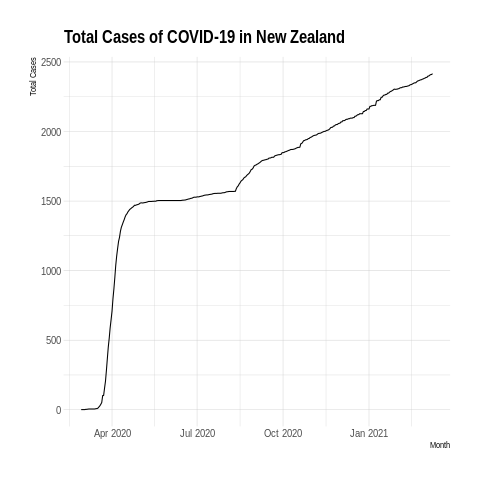 Total Cases of COVID-19 in New Zealand
Total Cases
2500
2000
1500
1000
500
0
Apr 2020 Jul 2020 Oct 2020 Jan 2021
Month